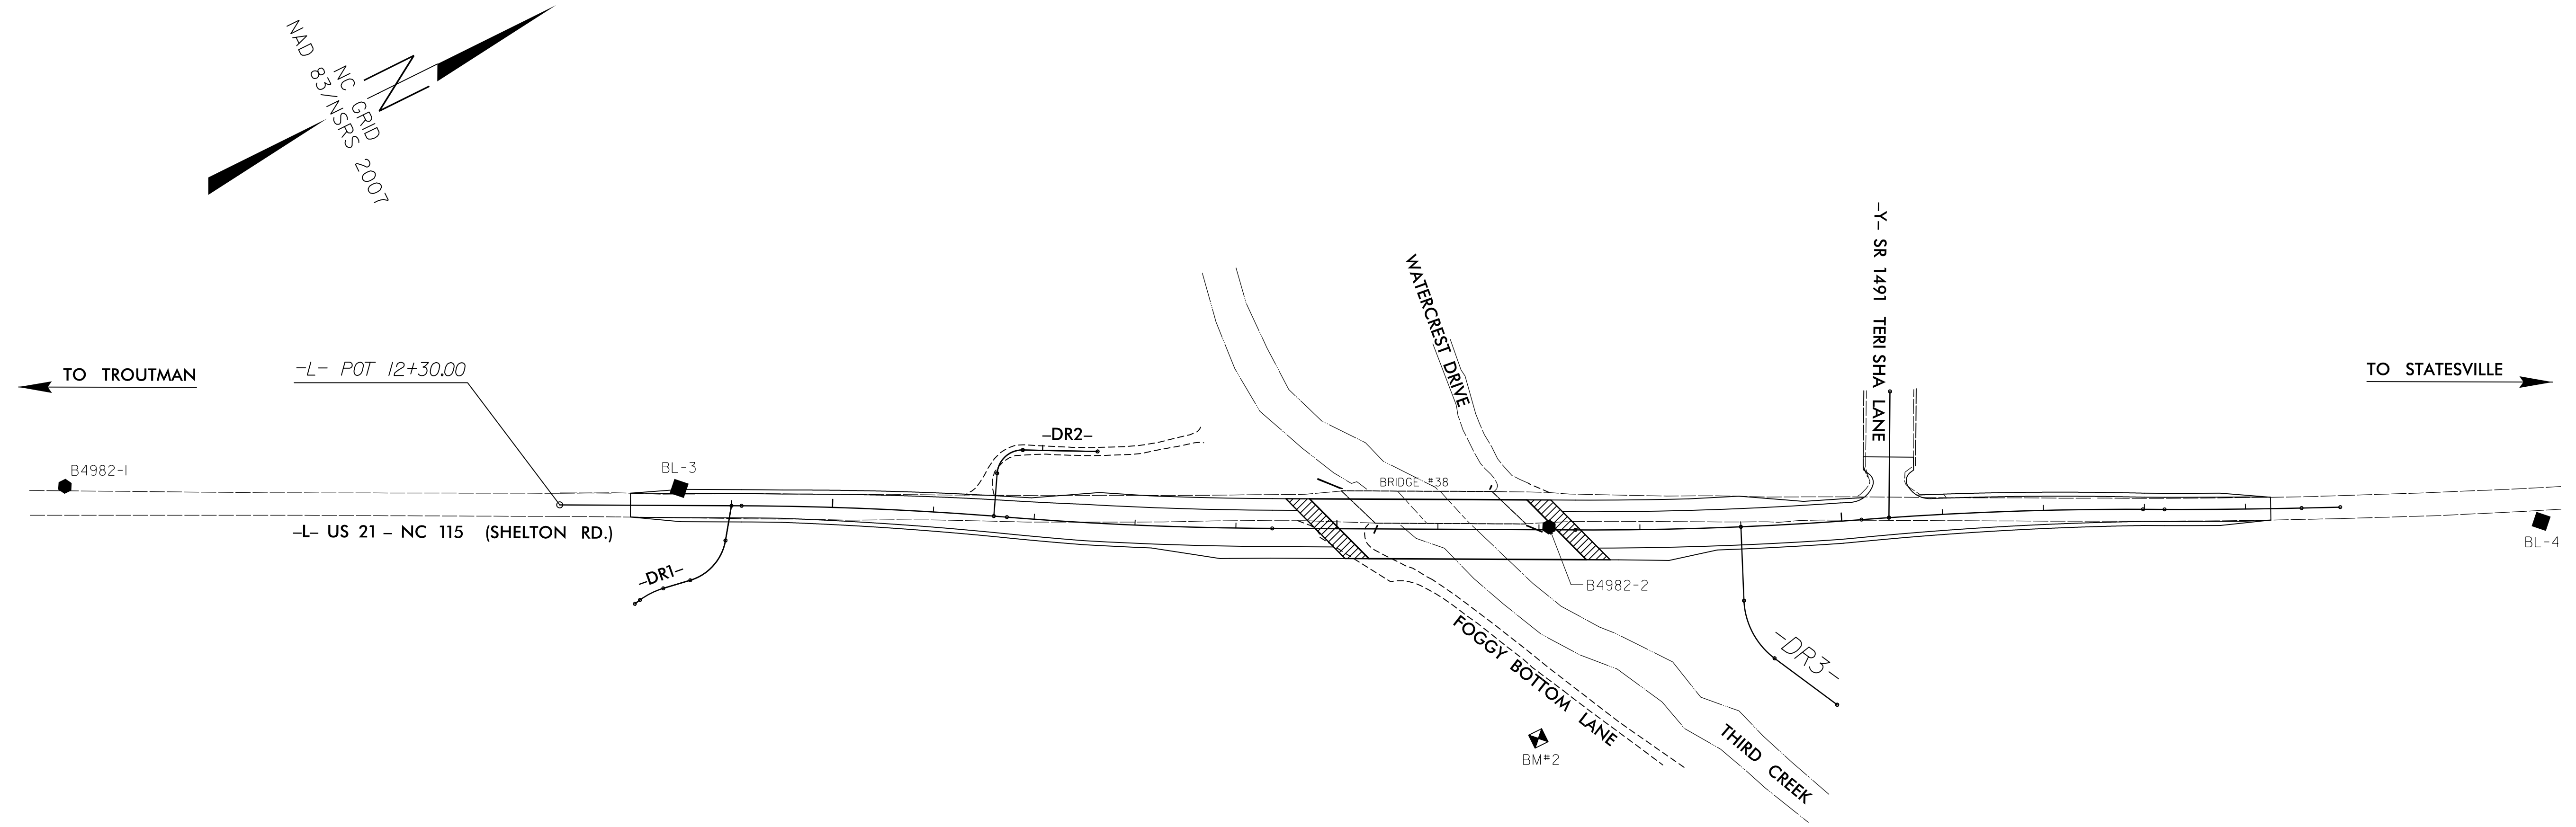 NC GRID
NAD 83/NSRS 2007
TO TROUTMAN
-L- POT 12+30.00
TO STATESVILLE
WATERCREST DRIVE
-Y- SR 1491 TERI SHA LANE
B4982-1
BL-3
-DR2-
BRIDGE #38
-L- US 21 - NC 115 (SHELTON RD.)
-DR1-
B4982-2
BL-4
FOGGY BOTTOM LANE
-DR3-
BM#2
THIRD CREEK